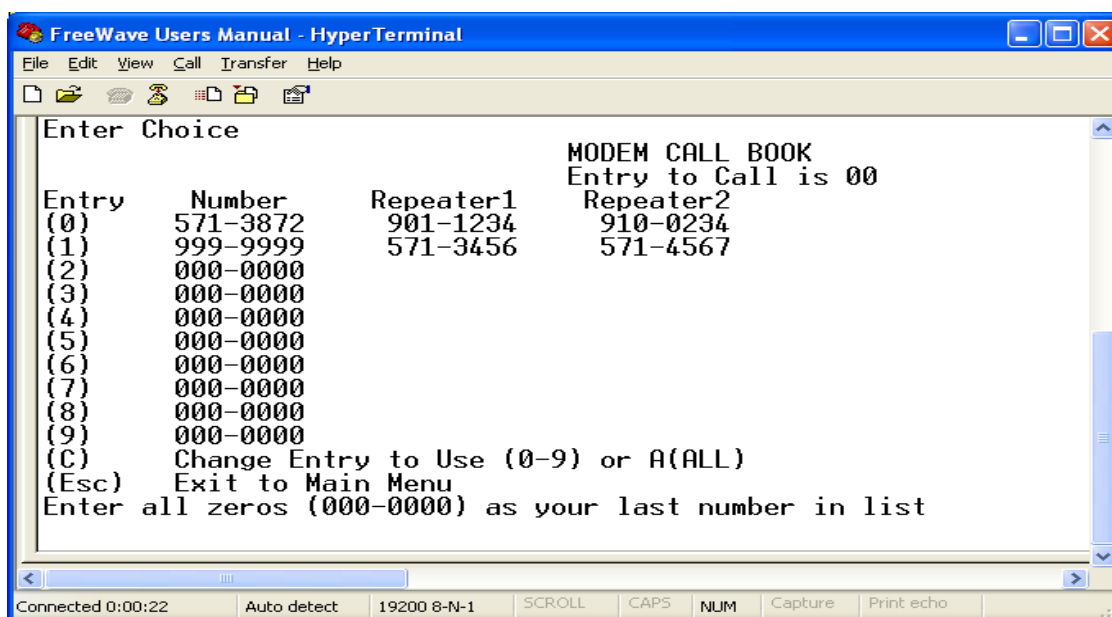 FreeWave Users Manual - HyperTerminal
File Edit View Call Transfer Help
Enter Choice
MODEM CALL BOOK
Entry to Call is 00
Entry Number Repeater1 Repeater2
(0) 571-3872 901-1234 910-0234
(1) 999-9999 571-3456 571-4567
(2) 000-0000
(3) 000-0000
(4) 000-0000
(5) 000-0000
(6) 000-0000
(7) 000-0000
(8) 000-0000
(9) 000-0000
(C) Change Entry to Use (0-9) or A(ALL)
(Esc) Exit to Main Menu
Enter all zeros (000-0000) as your last number in list
Connected 0:00:22 Auto detect 19200 8-N-1 SCROLL CAPS NUM Capture Print echo